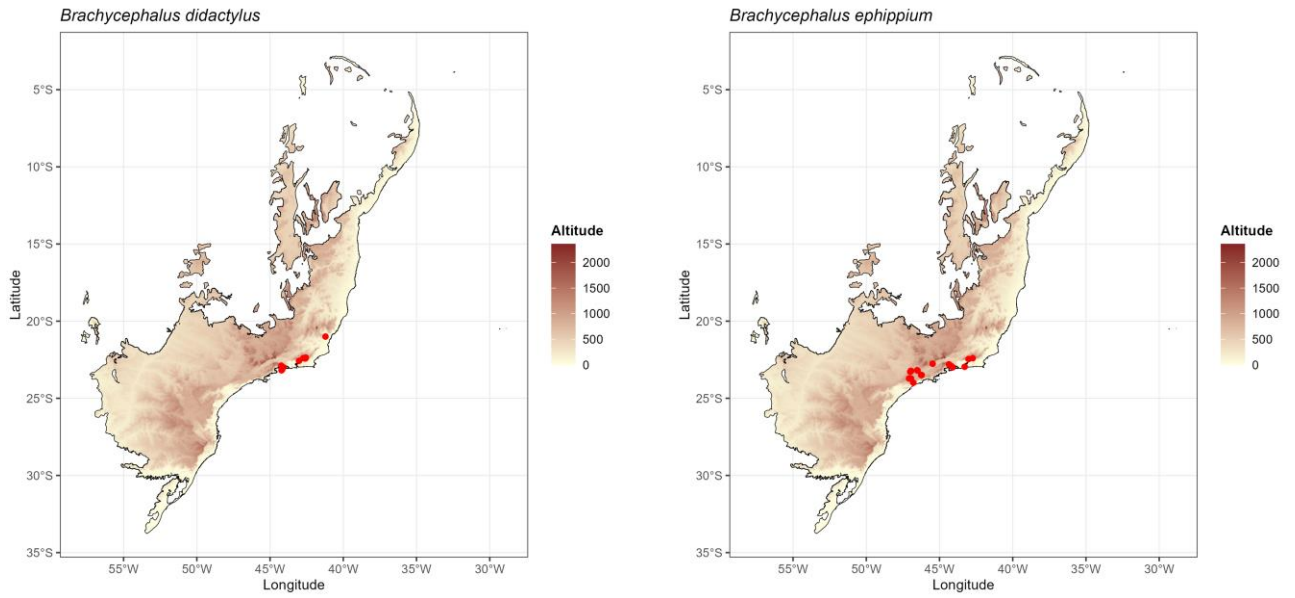 Brachycephalus didactylus
5°S
10°S
15°S
20°S
25°S
30°S
35°S
Latitude
55°W 50°W 45°W 40°W 35°W 30°W
Longitude
Altitude
2000
1500
1000
500
0
Brachycephalus ephippium
5°S
10°S
15°S
20°S
25°S
30°S
35°S
Latitude
55°W 50°W 45°W 40°W 35°W 30°W
Longitude
Altitude
2000
1500
1000
500
0